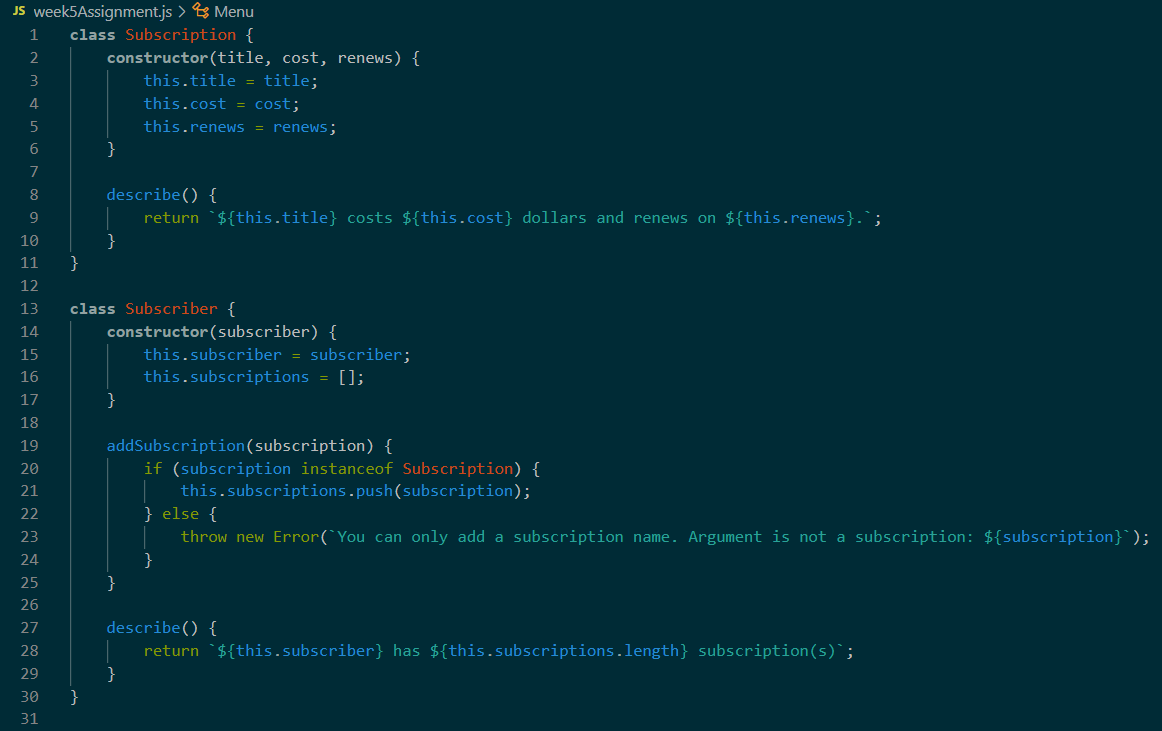 JS week5Assignment.js > Menu
1 class Subscription {
2     constructor(title, cost, renews) {
3         this.title = title;
4         this.cost = cost;
5         this.renews = renews;
6     }
7
8     describe() {
9         return `${this.title} costs ${this.cost} dollars and renews on ${this.renews}.`;
10     }
11 }
12
13 class Subscriber {
14     constructor(subscriber) {
15         this.subscriber = subscriber;
16         this.subscriptions = [];
17     }
18
19     addSubscription(subscription) {
20         if (subscription instanceof Subscription) {
21             this.subscriptions.push(subscription);
22         } else {
23             throw new Error(`You can only add a subscription name. Argument is not a subscription: ${subscription}`);
24         }
25     }
26
27     describe() {
28         return `${this.subscriber} has ${this.subscriptions.length} subscription(s)`;
29     }
30 }
31